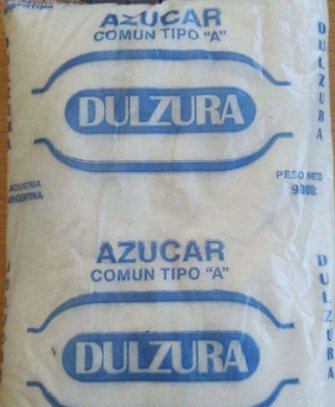 AZUCAR
COMUN TIPO "A"
DULZURA
DULZURA
INDUSTRIA
ARGENTINA
PESO NETO
AZUCAR
COMUN TIPO "A"
DULZURA
DULZURA